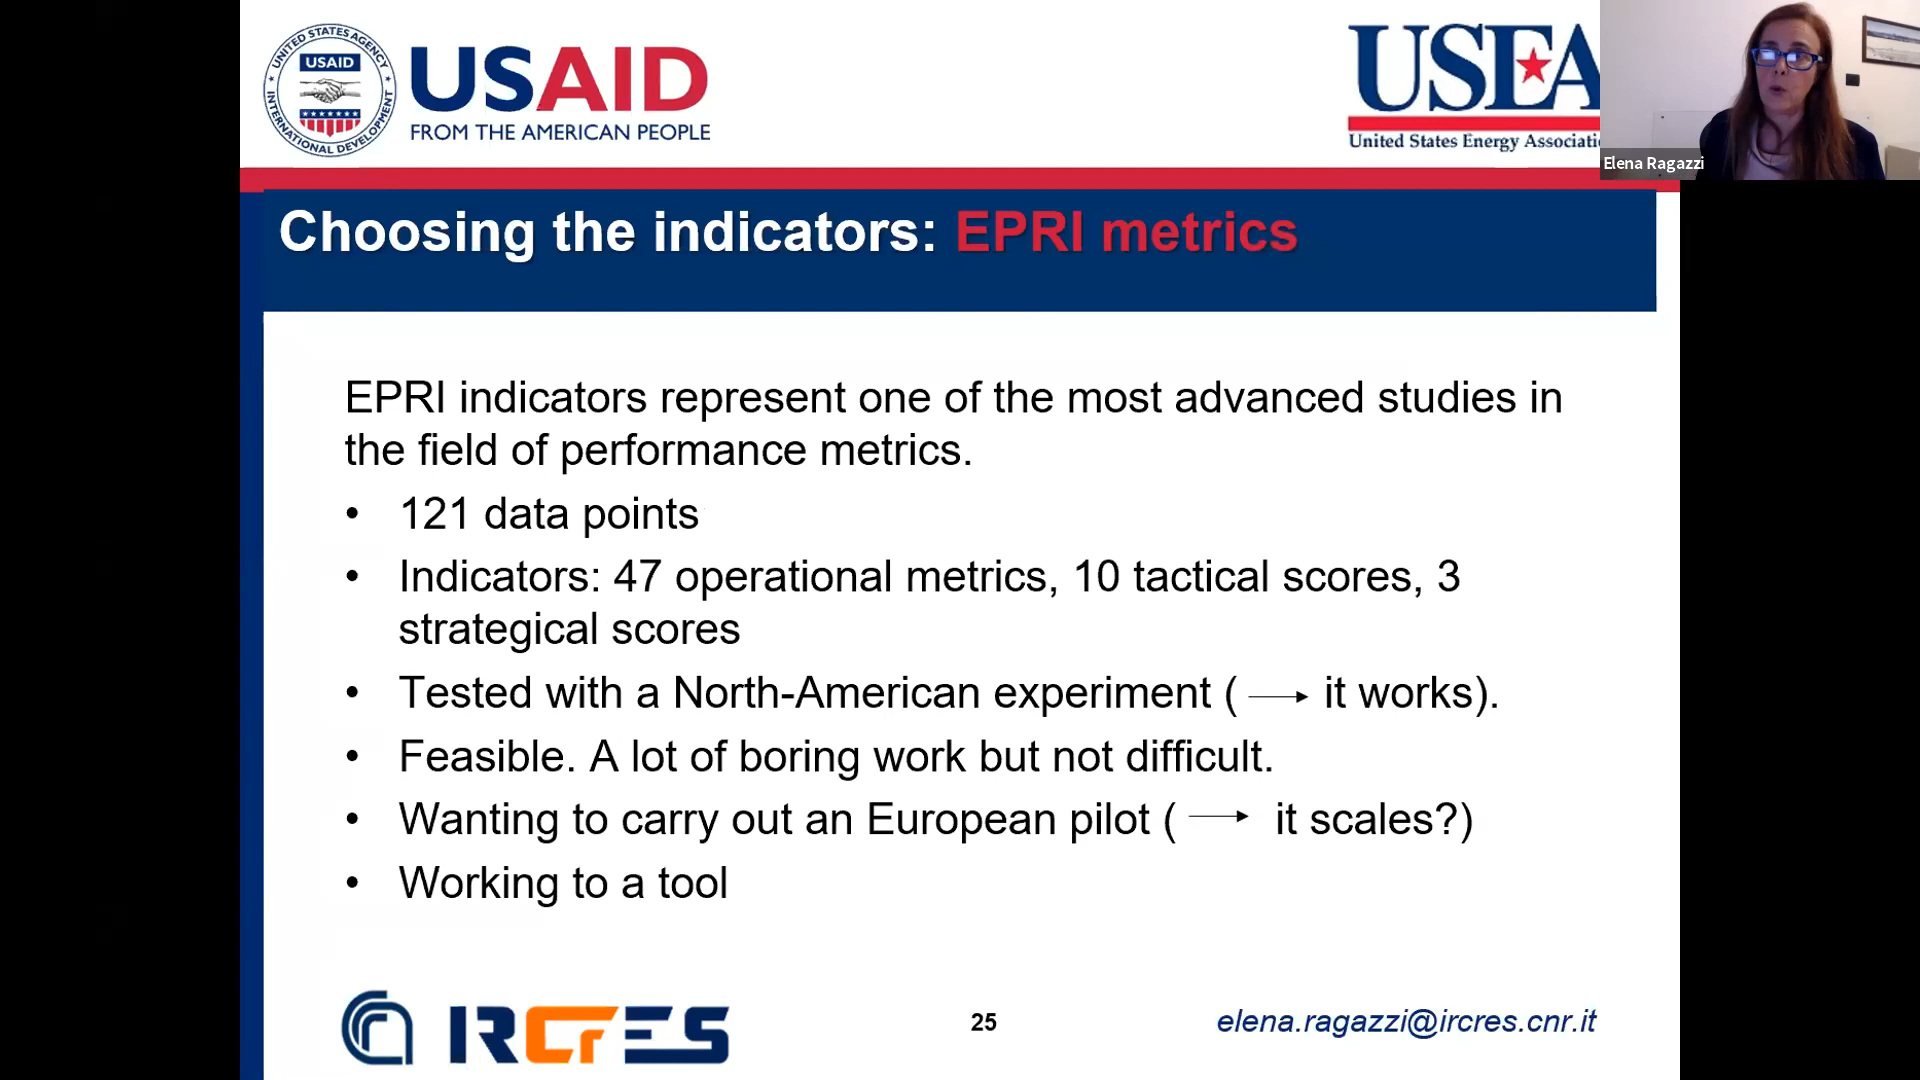 UNITED STATES AGENCY
USAID
INTERNATIONAL DEVELOPMENT
USAID
FROM THE AMERICAN PEOPLE
USEA
United States Energy Associati
Elena Ragazzi
Choosing the indicators: EPRI metrics
EPRI indicators represent one of the most advanced studies in
the field of performance metrics.
• 121 data points
• Indicators: 47 operational metrics, 10 tactical scores, 3
strategical scores
• Tested with a North-American experiment ( → it works).
• Feasible. A lot of boring work but not difficult.
• Wanting to carry out an European pilot ( → it scales?)
• Working to a tool
IRCrES
25
elena.ragazzi@ircres.cnr.it